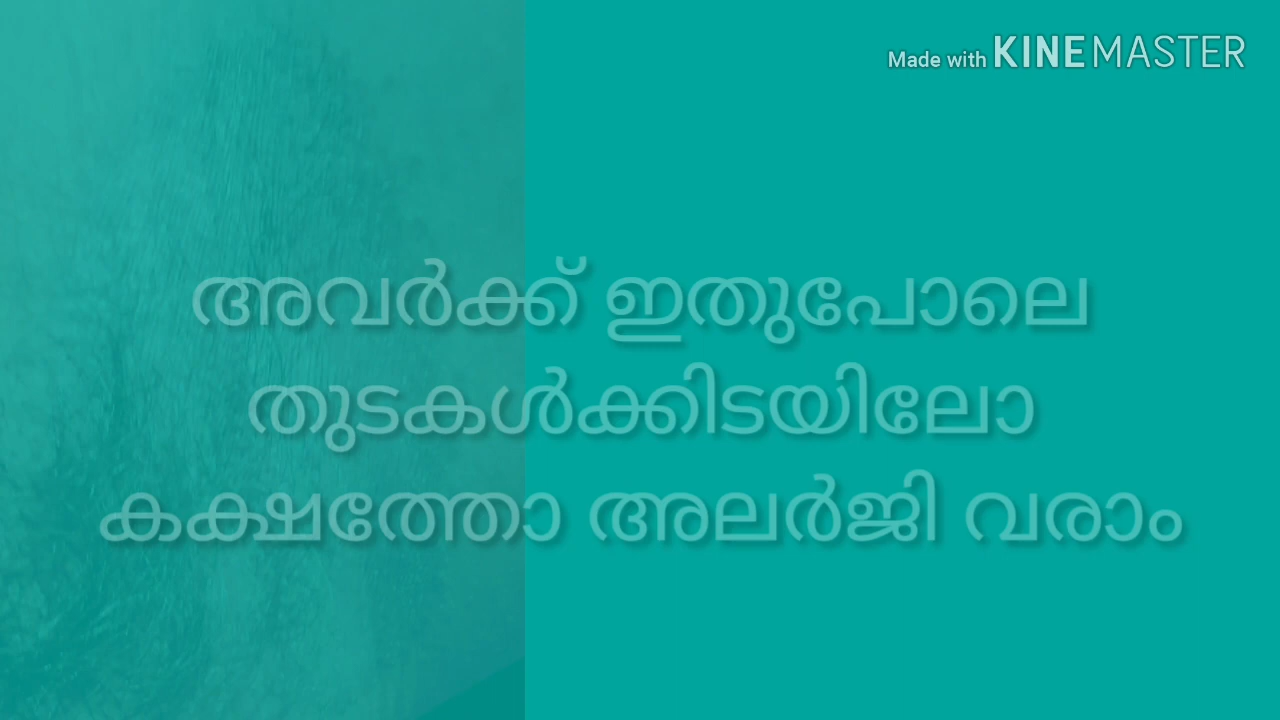 Made with KINEMASTER
അവർക്ക് ഇതുപോലെ
തുടകൾക്കിടയിലോ
കക്ഷത്തോ അലർജി വരാം